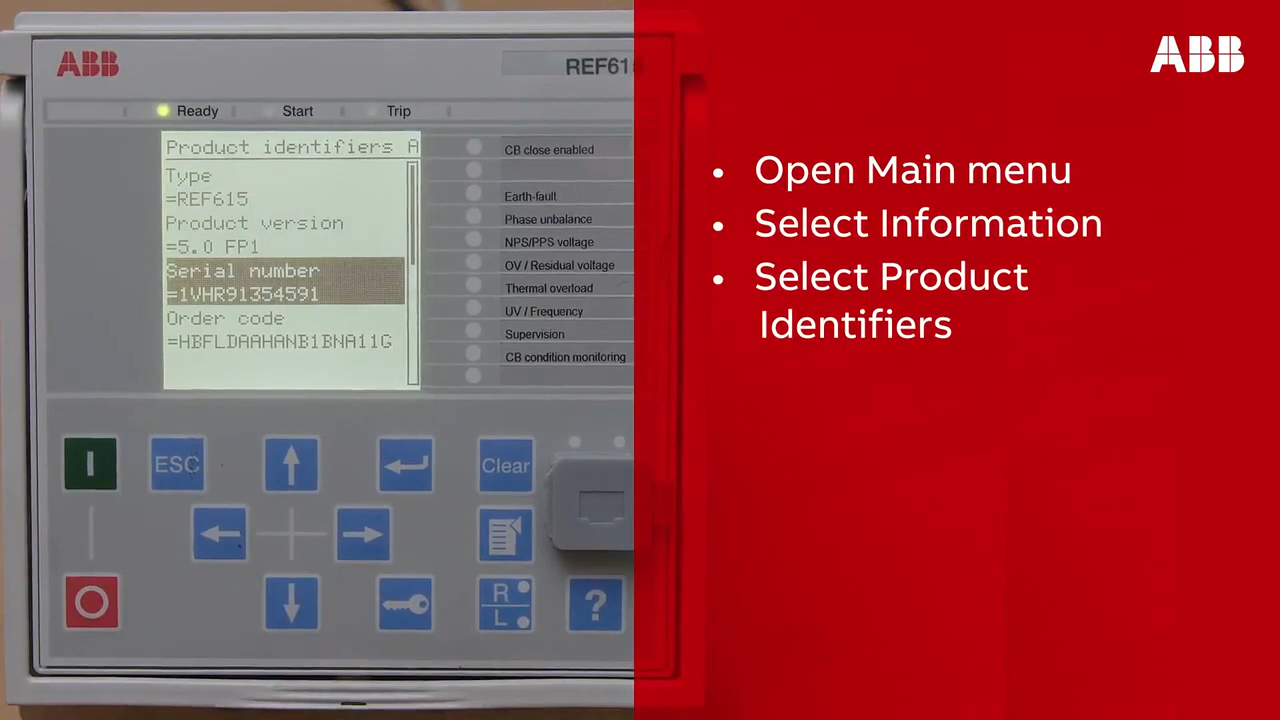 ABB
REF615
Ready
Start
Trip
Product identifiers A
Type
=REF615
Product version
=5.0 FP1
Serial number
=1VHR91354591
Order code
=HBFLDAAHANB1BNA11G
CB close enabled
Earth-fault
Phase unbalance
NPS/PPS voltage
OV / Residual voltage
Thermal overload
UV / Frequency
Supervision
CB condition monitoring
I
ESC
Clear
R
L
?
ABB
• Open Main menu
• Select Information
• Select Product
Identifiers